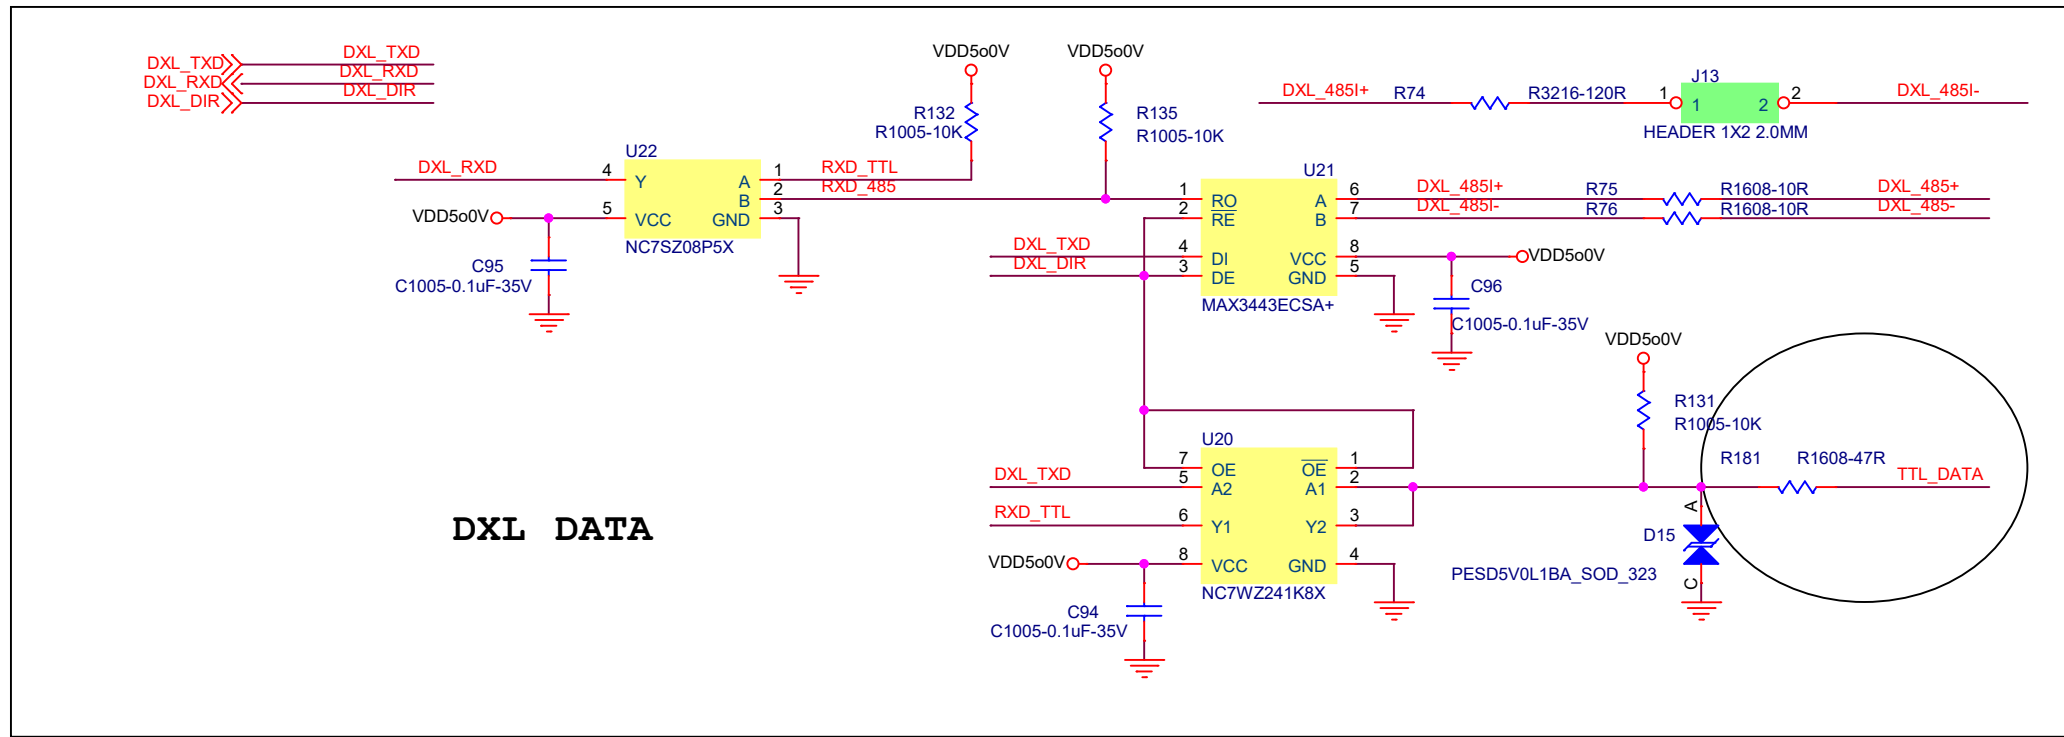 DXL_TXD DXL_TXD
DXL_RXD DXL_RXD
DXL_DIR DXL_DIR
VDD5o0V VDD5o0V
R132 R1005-10K
R135 R1005-10K
DXL_485I+ R74 R3216-120R 1 J13 1 2 2 DXL_485I-
HEADER 1X2 2.0MM
U22
DXL_RXD 4 Y A 1 RXD_TTL
B 2 RXD_485
VDD5o0V 5 VCC GND 3
NC7SZ08P5X
C95
C1005-0.1uF-35V
U21
1 RO A 6 DXL_485I+ R75 R1608-10R DXL_485+
2 RE B 7 DXL_485I- R76 R1608-10R DXL_485-
DXL_TXD 4 DI VCC 8 VDD5o0V
DXL_DIR 3 DE GND 5
MAX3443ECSA+
C96
C1005-0.1uF-35V
VDD5o0V
R131
R1005-10K
U20
7 OE OE 1
DXL_TXD 5 A2 A1 2 R181 R1608-47R TTL_DATA
RXD_TTL 6 Y1 Y2 3
VDD5o0V 8 VCC GND 4
NC7WZ241K8X
C94
C1005-0.1uF-35V
A
D15
PESD5V0L1BA_SOD_323
C
DXL DATA